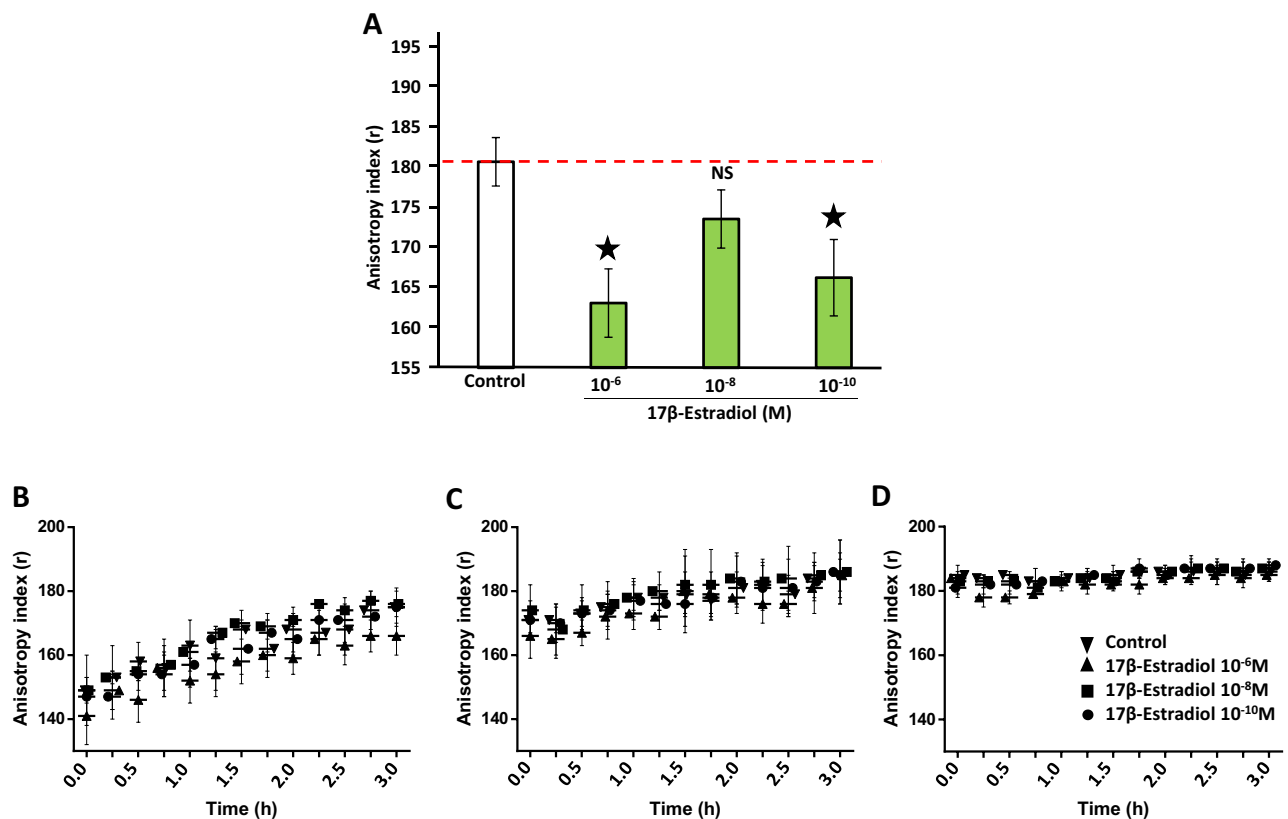 A
Anisotropy index (r)
195
190
185
180
175
170
165
160
155
NS
★
★
Control
10⁻⁶
10⁻⁸
10⁻¹⁰
17β-Estradiol (M)
B
Anisotropy index (r)
200
180
160
140
0.0
0.5
1.0
1.5
2.0
2.5
3.0
Time (h)
C
Anisotropy index (r)
200
180
160
140
0.0
0.5
1.0
1.5
2.0
2.5
3.0
Time (h)
D
Anisotropy index (r)
200
180
160
140
Control
17β-Estradiol 10⁻⁶M
17β-Estradiol 10⁻⁸M
17β-Estradiol 10⁻¹⁰M
0.0
0.5
1.0
1.5
2.0
2.5
3.0
Time (h)